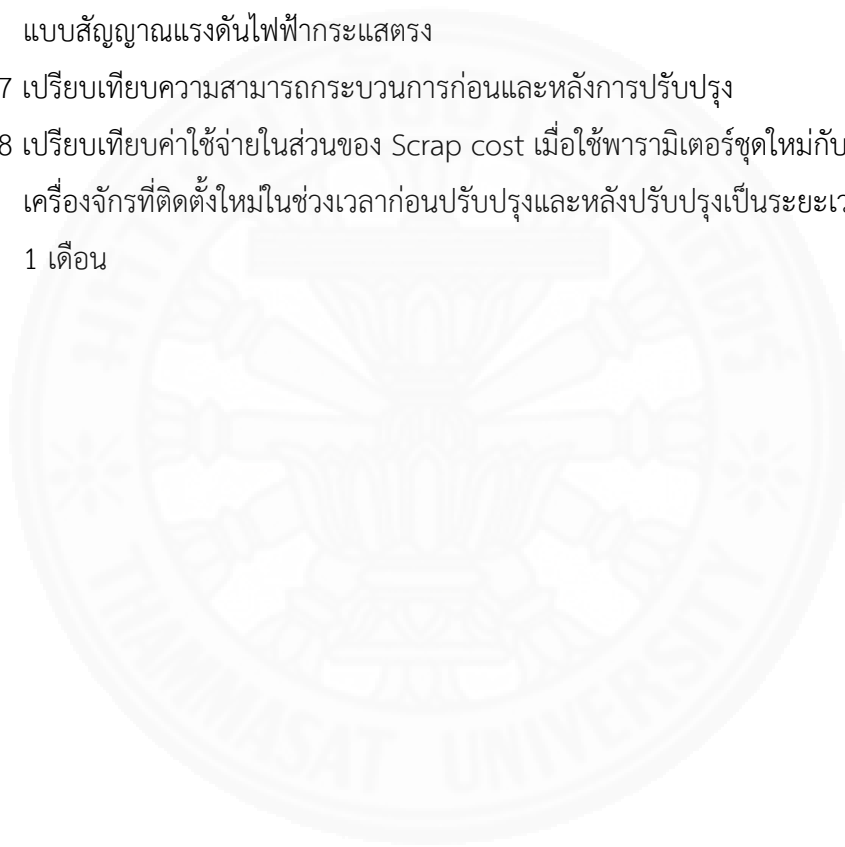 แบบสัญญาณแรงดันไฟฟ้ากระแสตรง
7 เปรียบเทียบความสามารถกระบวนการก่อนและหลังการปรับปรุง
8 เปรียบเทียบค่าใช้จ่ายในส่วนของ Scrap cost เมื่อใช้พารามิเตอร์ชุดใหม่กับ
เครื่องจักรที่ติดตั้งใหม่ในช่วงเวลาก่อนปรับปรุงและหลังปรับปรุงเป็นระยะเว
1 เดือน
THAMMASAT UNIVERSITY